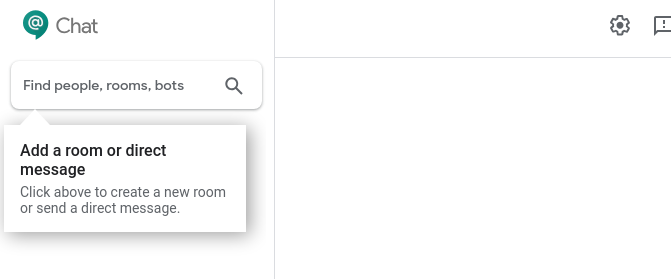 Chat
Find people, rooms, bots
Add a room or direct
message
Click above to create a new room
or send a direct message.